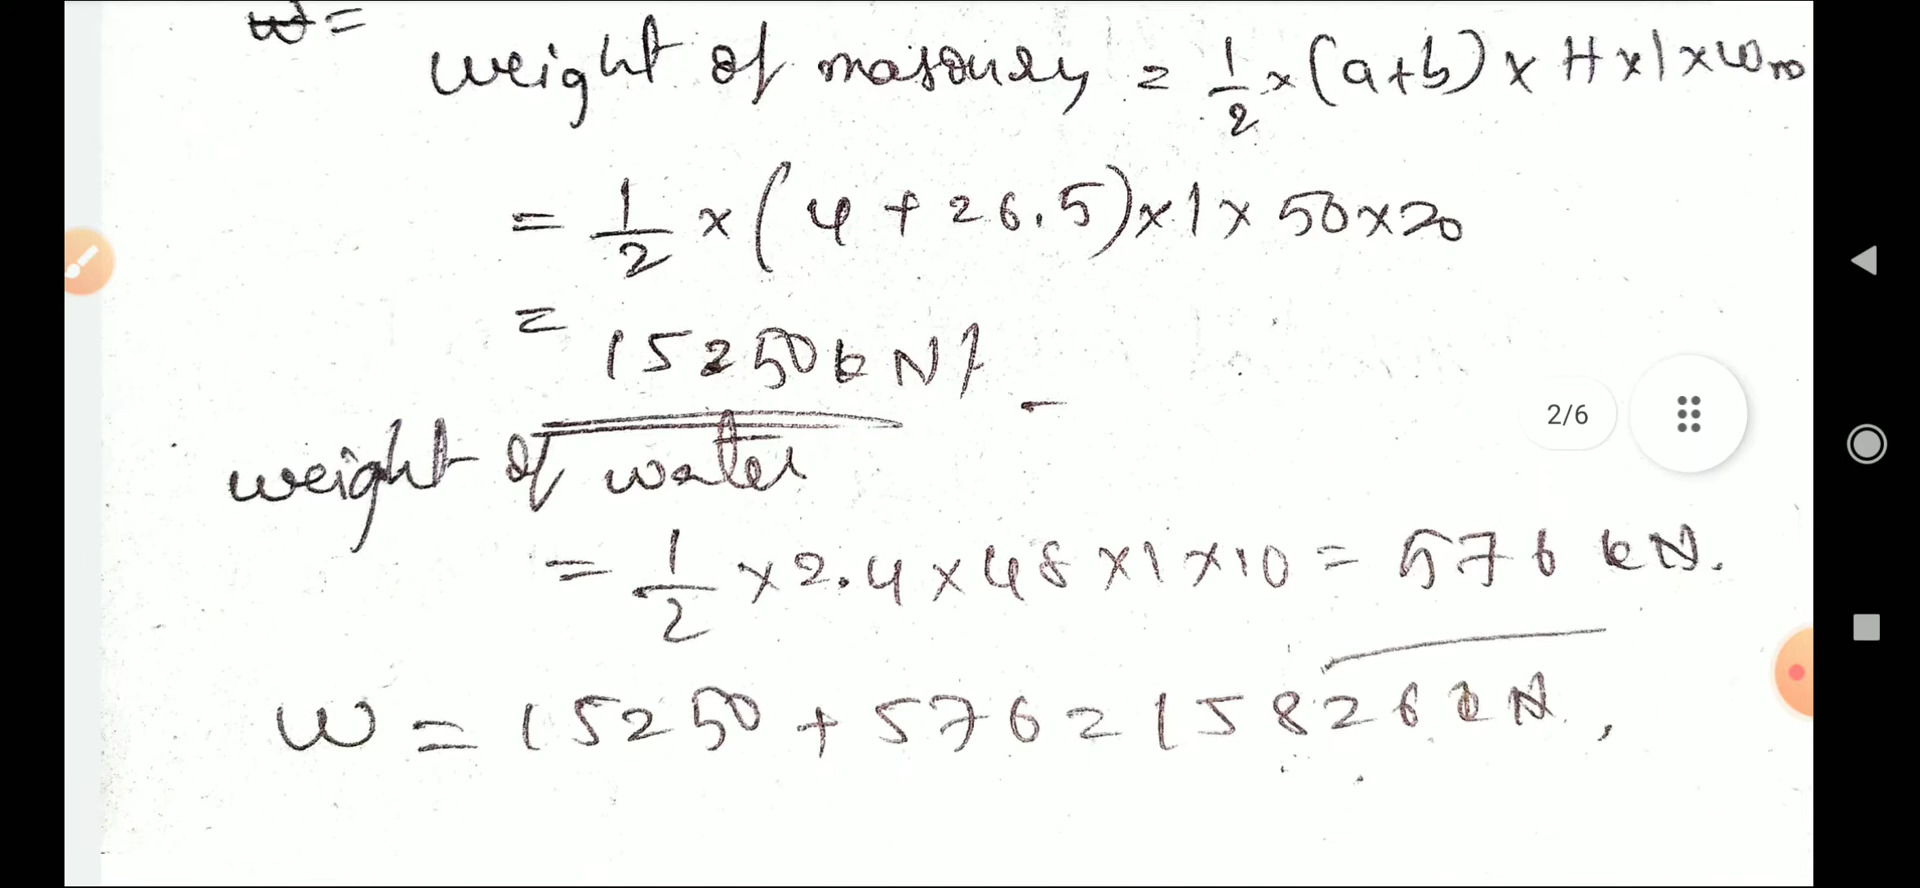 w =
weight of masonry = 1/2 x (a+b) x H x 1 x wm
= 1/2 x (4 + 26.5) x 1 x 50 x 20
= 15250 kN/
weight of water
= 1/2 x 2.4 x 48 x 1 x 10 = 576 kN.
2/6
W = 15250 + 576 = 15826 kN,